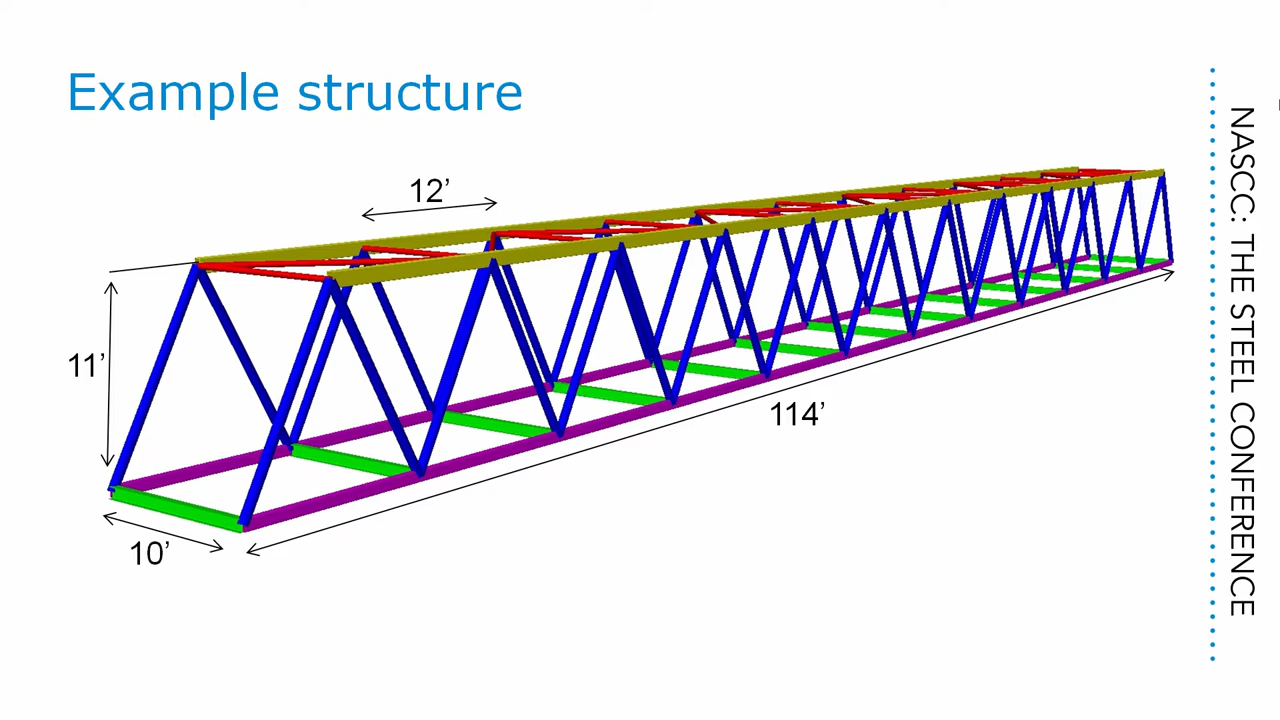 Example structure
12’
11’
114’
10’
NASCC: THE STEEL CONFERENCE